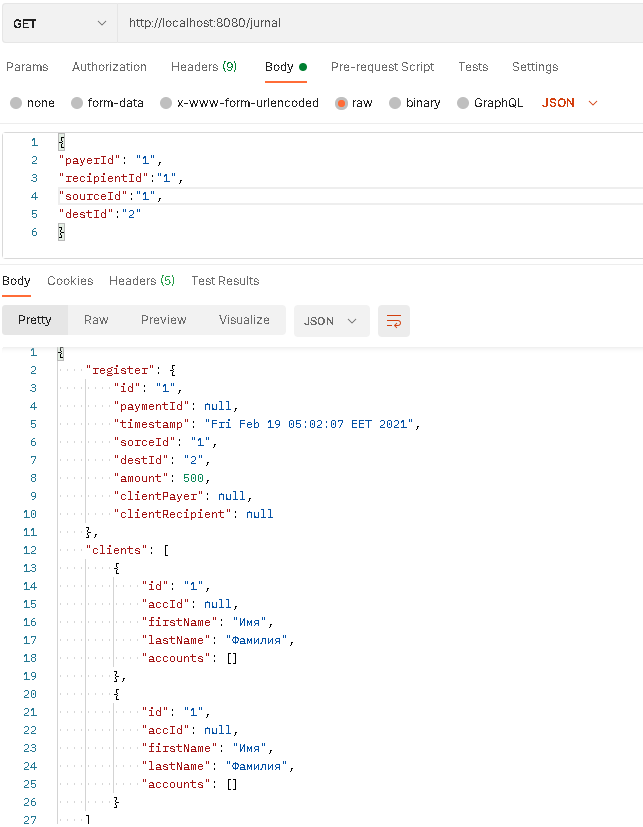 GET http://localhost:8080/jurnal
Params Authorization Headers (9) Body Pre-request Script Tests Settings
none form-data x-www-form-urlencoded raw binary GraphQL JSON
1 {
2 "payerId": "1",
3 "recipientId":"1",
4 "sourceId":"1",
5 "destId":"2"
6 }
Body Cookies Headers (5) Test Results
Pretty Raw Preview Visualize JSON
1 {
2 "register": {
3 "id": "1",
4 "paymentId": null,
5 "timestamp": "Fri Feb 19 05:02:07 EET 2021",
6 "sorceId": "1",
7 "destId": "2",
8 "amount": 500,
9 "clientPayer": null,
10 "clientRecipient": null
11 },
12 "clients": [
13 {
14 "id": "1",
15 "accId": null,
16 "firstName": "Имя",
17 "lastName": "Фамилия",
18 "accounts": []
19 },
20 {
21 "id": "1",
22 "accId": null,
23 "firstName": "Имя",
24 "lastName": "Фамилия",
25 "accounts": []
26 }
27 ]